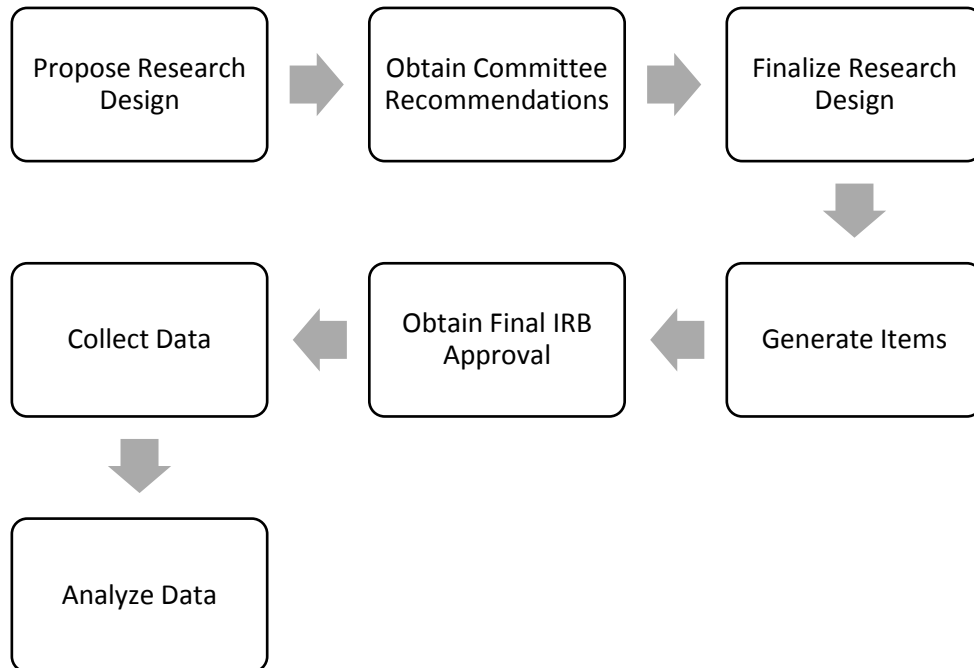 Propose Research
Design
Obtain Committee
Recommendations
Finalize Research
Design
Generate Items
Obtain Final IRB
Approval
Collect Data
Analyze Data